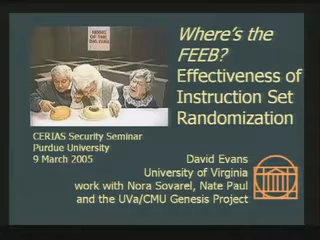 Where's the
FEEB?
Effectiveness of
Instruction Set
Randomization
CERIAS Security Seminar
Purdue University
9 March 2005
David Evans
University of Virginia
work with Nora Sovarel, Nate Paul
and the UVa/CMU Genesis Project